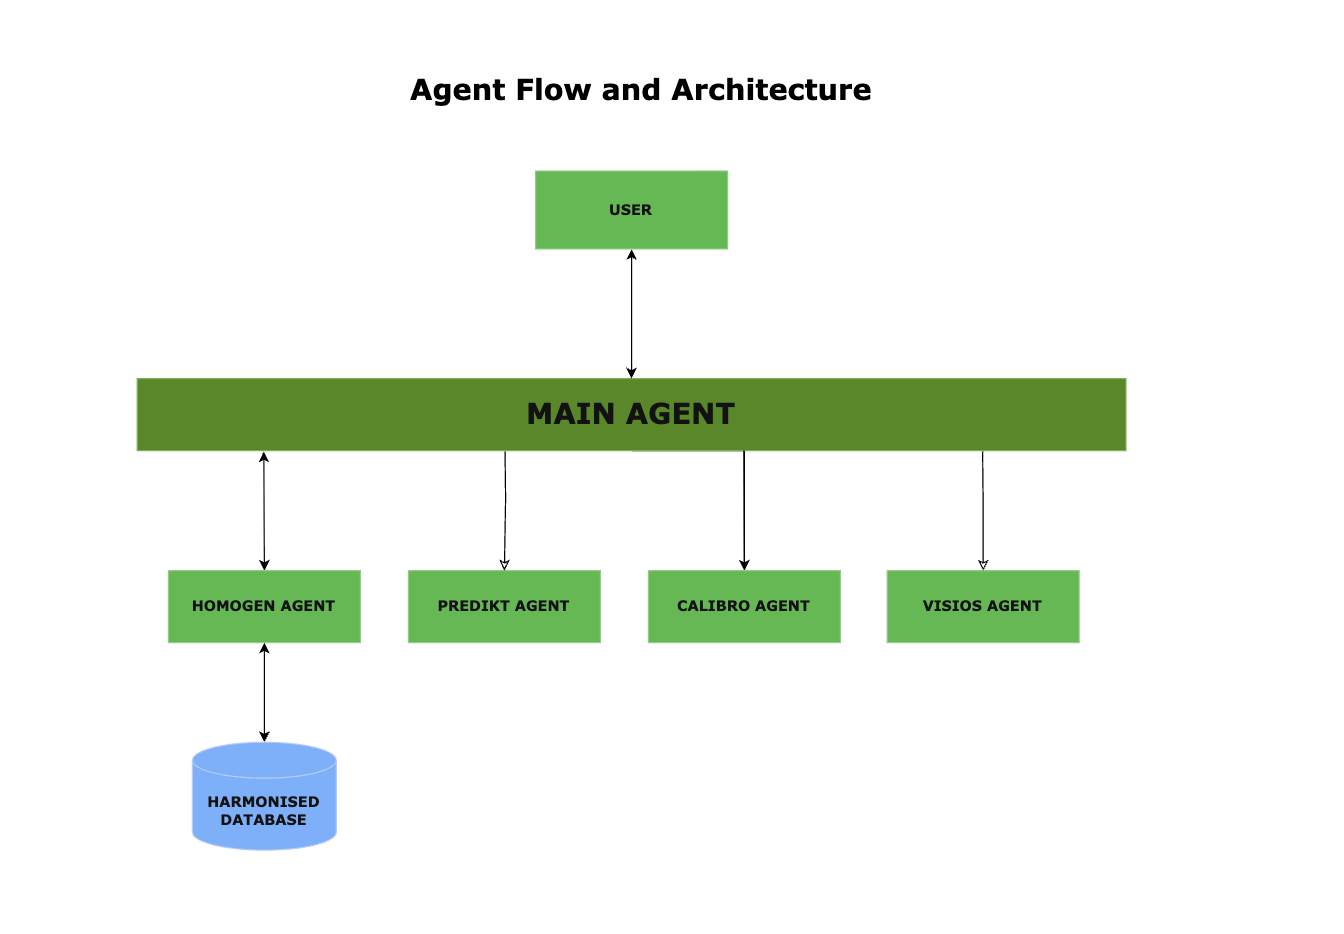 Agent Flow and Architecture
USER
MAIN AGENT
HOMOGEN AGENT
PREDIKT AGENT
CALIBRO AGENT
VISIOS AGENT
HARMONISED
DATABASE